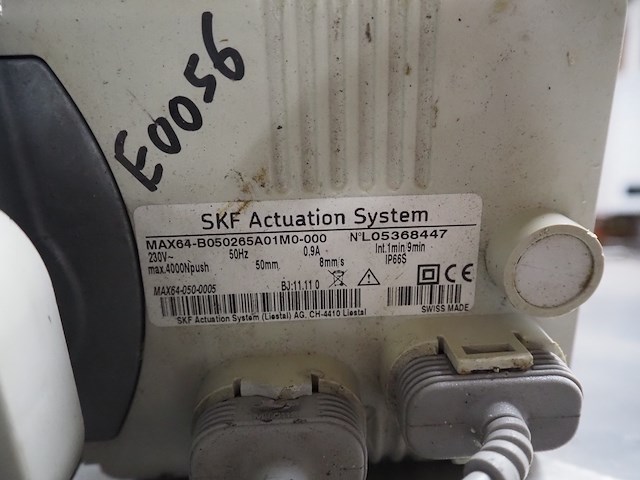 E0056
SKF Actuation System
MAX64-B050265A01M0-000 N°L05368447
230V~ 50Hz 0.9A Int.1min/9min
max.4000Npush 50mm 8mm/s IP66S
CE
MAX64-050-0005 BJ:11.11.0
SKF Actuation System (Liestal) AG, CH-4410 Liestal SWISS MADE